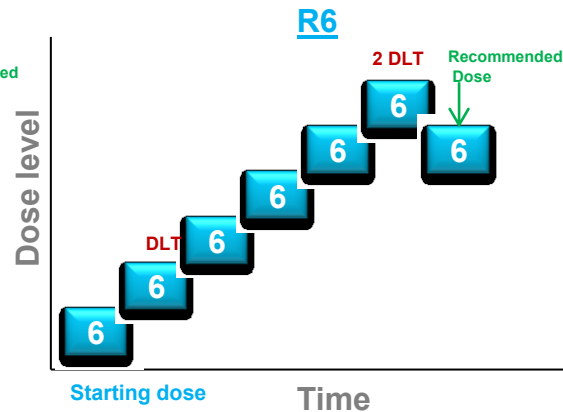 R6
2 DLT
Recommended
Dose
ed
Dose level
6
6
6
DLT
6
6
6
6
6
Starting dose
Time